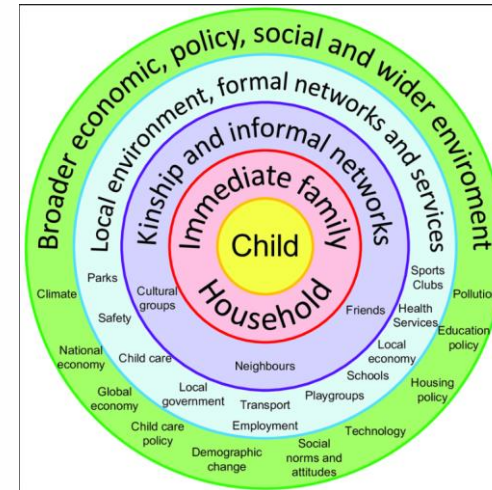 Broader economic, policy, social and wider enviroment
Local environment, formal networks and services
Kinship and informal networks
Immediate family
Child
Household
Sports
Clubs
Parks
Climate
Cultural
groups
Pollution
Friends
Health
Services
Safety
Education
policy
Local
economy
National
economy
Child care
Neighbours
Schools
Housing
policy
Global
economy
Local
government
Transport
Playgroups
Child care
policy
Employment
Technology
Demographic
change
Social
norms and
attitudes